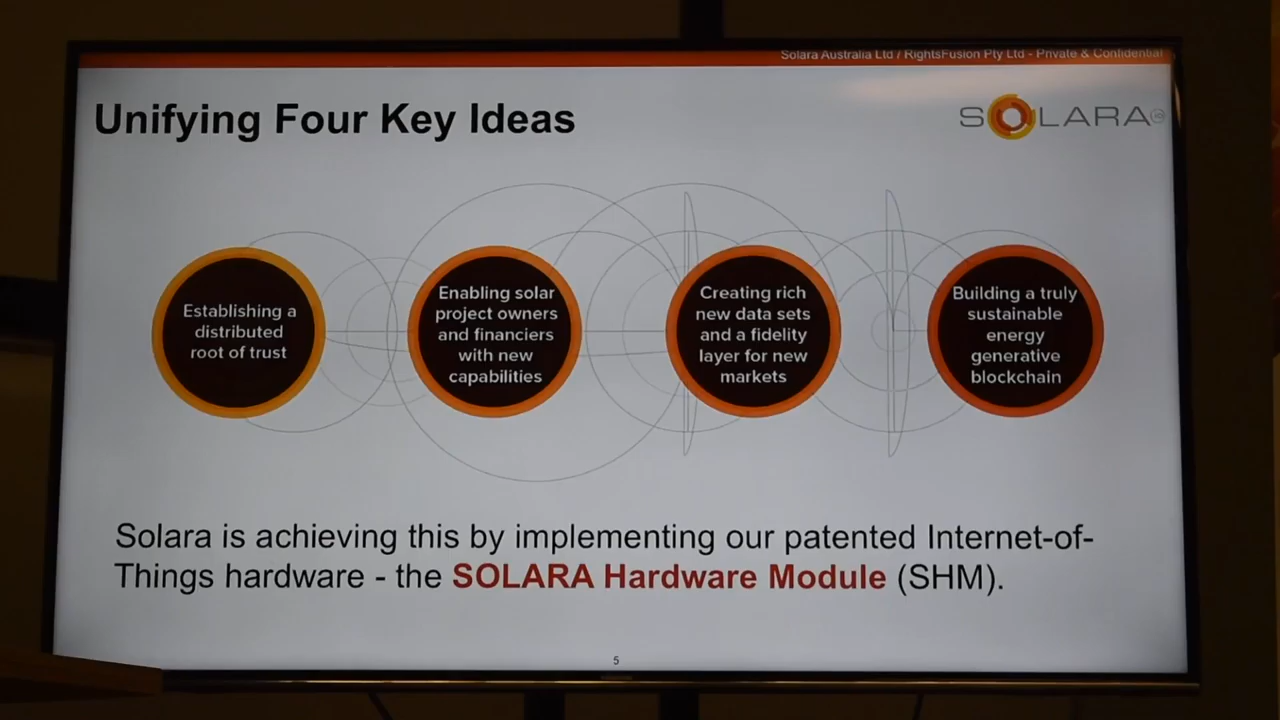 Solara Australia Ltd / RightsFusion Pty Ltd - Private & Confidential
Unifying Four Key Ideas
SOLARA
Establishing a
distributed
root of trust
Enabling solar
project owners
and financiers
with new
capabilities
Creating rich
new data sets
and a fidelity
layer for new
markets
Building a truly
sustainable
energy
generative
blockchain
Solara is achieving this by implementing our patented Internet-of-
Things hardware - the SOLARA Hardware Module (SHM).
5